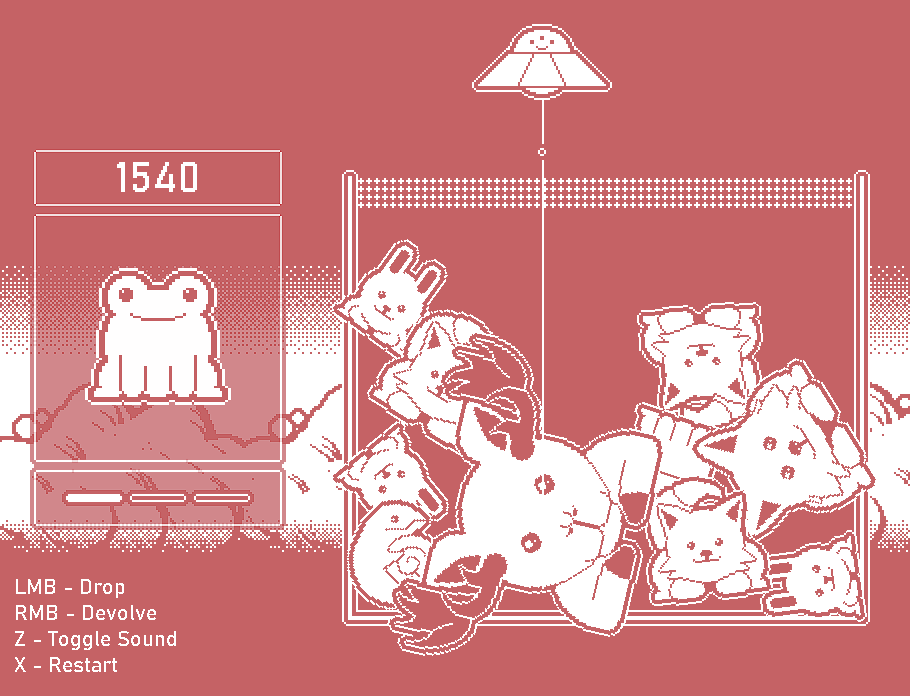 1540
LMB - Drop
RMB - Devolve
Z - Toggle Sound
X - Restart